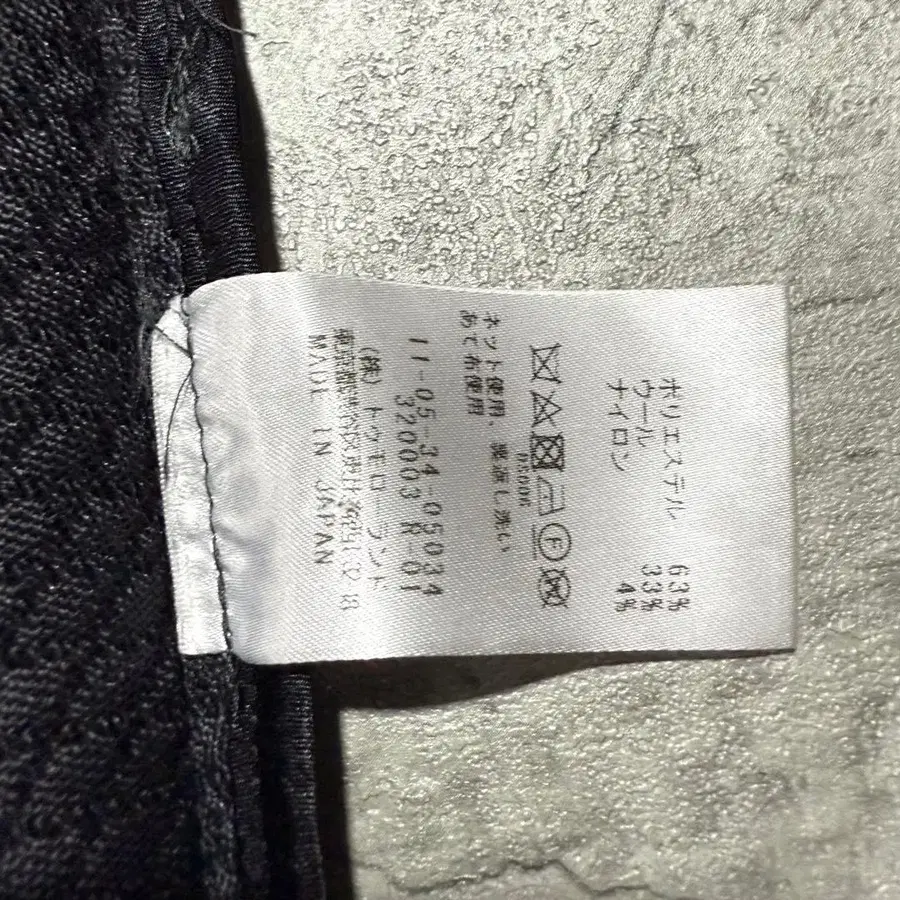 ポリエステル 63%
ウール 33%
ナイロン 4%
ネット使用、裏返し洗い
あて布使用
11-05-34-05034
320003 R-01
(株)トゥモローランド
MADE IN JAPAN